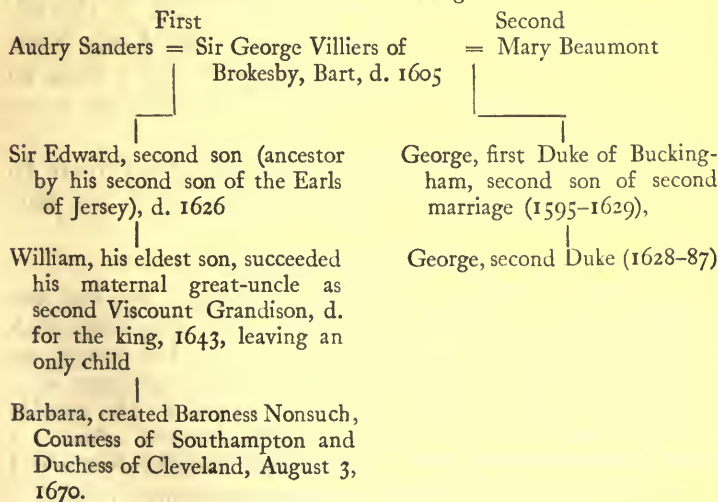 First Second
Audry Sanders = Sir George Villiers of = Mary Beaumont
Brokesby, Bart, d. 1605
Sir Edward, second son (ancestor
by his second son of the Earls
of Jersey), d. 1626
George, first Duke of Bucking-
ham, second son of second
marriage (1595–1629),
William, his eldest son, succeeded
his maternal great-uncle as
second Viscount Grandison, d.
for the king, 1643, leaving an
only child
George, second Duke (1628–87)
Barbara, created Baroness Nonsuch,
Countess of Southampton and
Duchess of Cleveland, August 3,
1670.